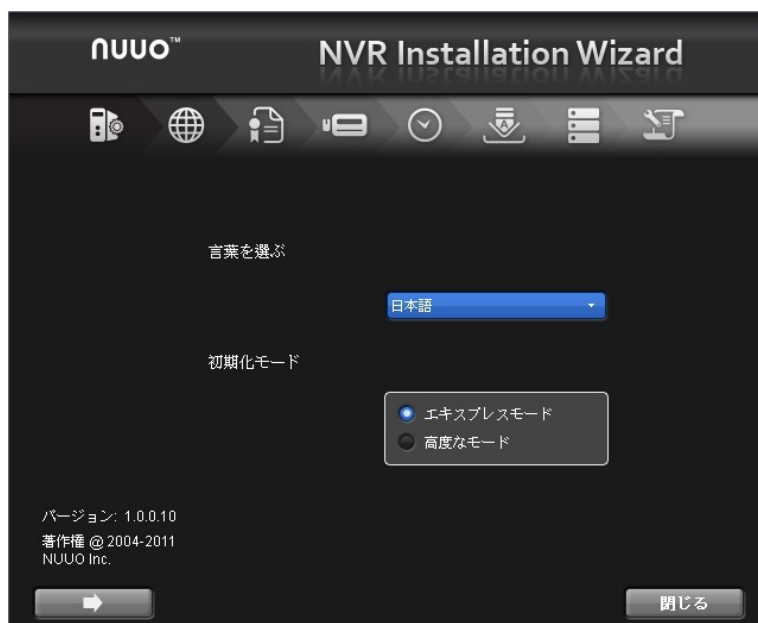 nuuo™
NVR Installation Wizard
言葉を選ぶ
日本語
初期化モード
エキスプレスモード
高度なモード
バージョン: 1.0.0.10
著作権 @ 2004-2011
NUUO Inc.
閉じる